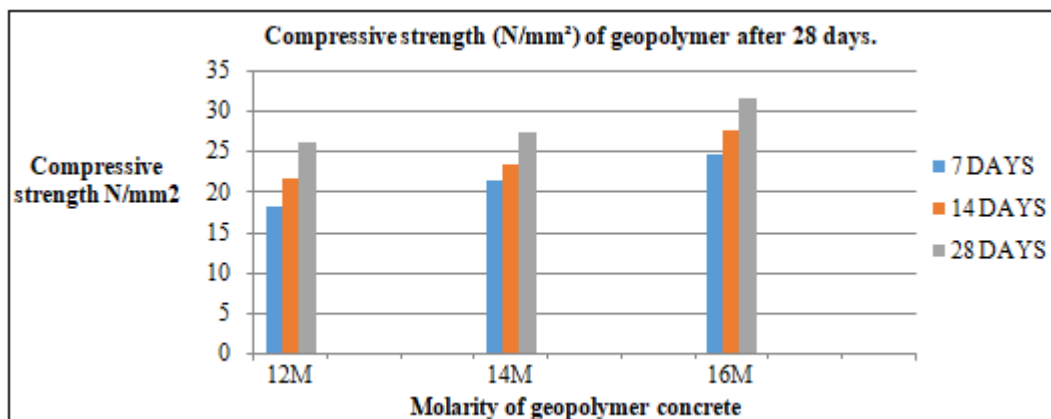 Compressive strength (N/mm²) of geopolymer after 28 days.
35
30
25
20
15
10
5
0
Compressive
strength N/mm2
12M 14M 16M
Molarity of geopolymer concrete
7 DAYS
14 DAYS
28 DAYS